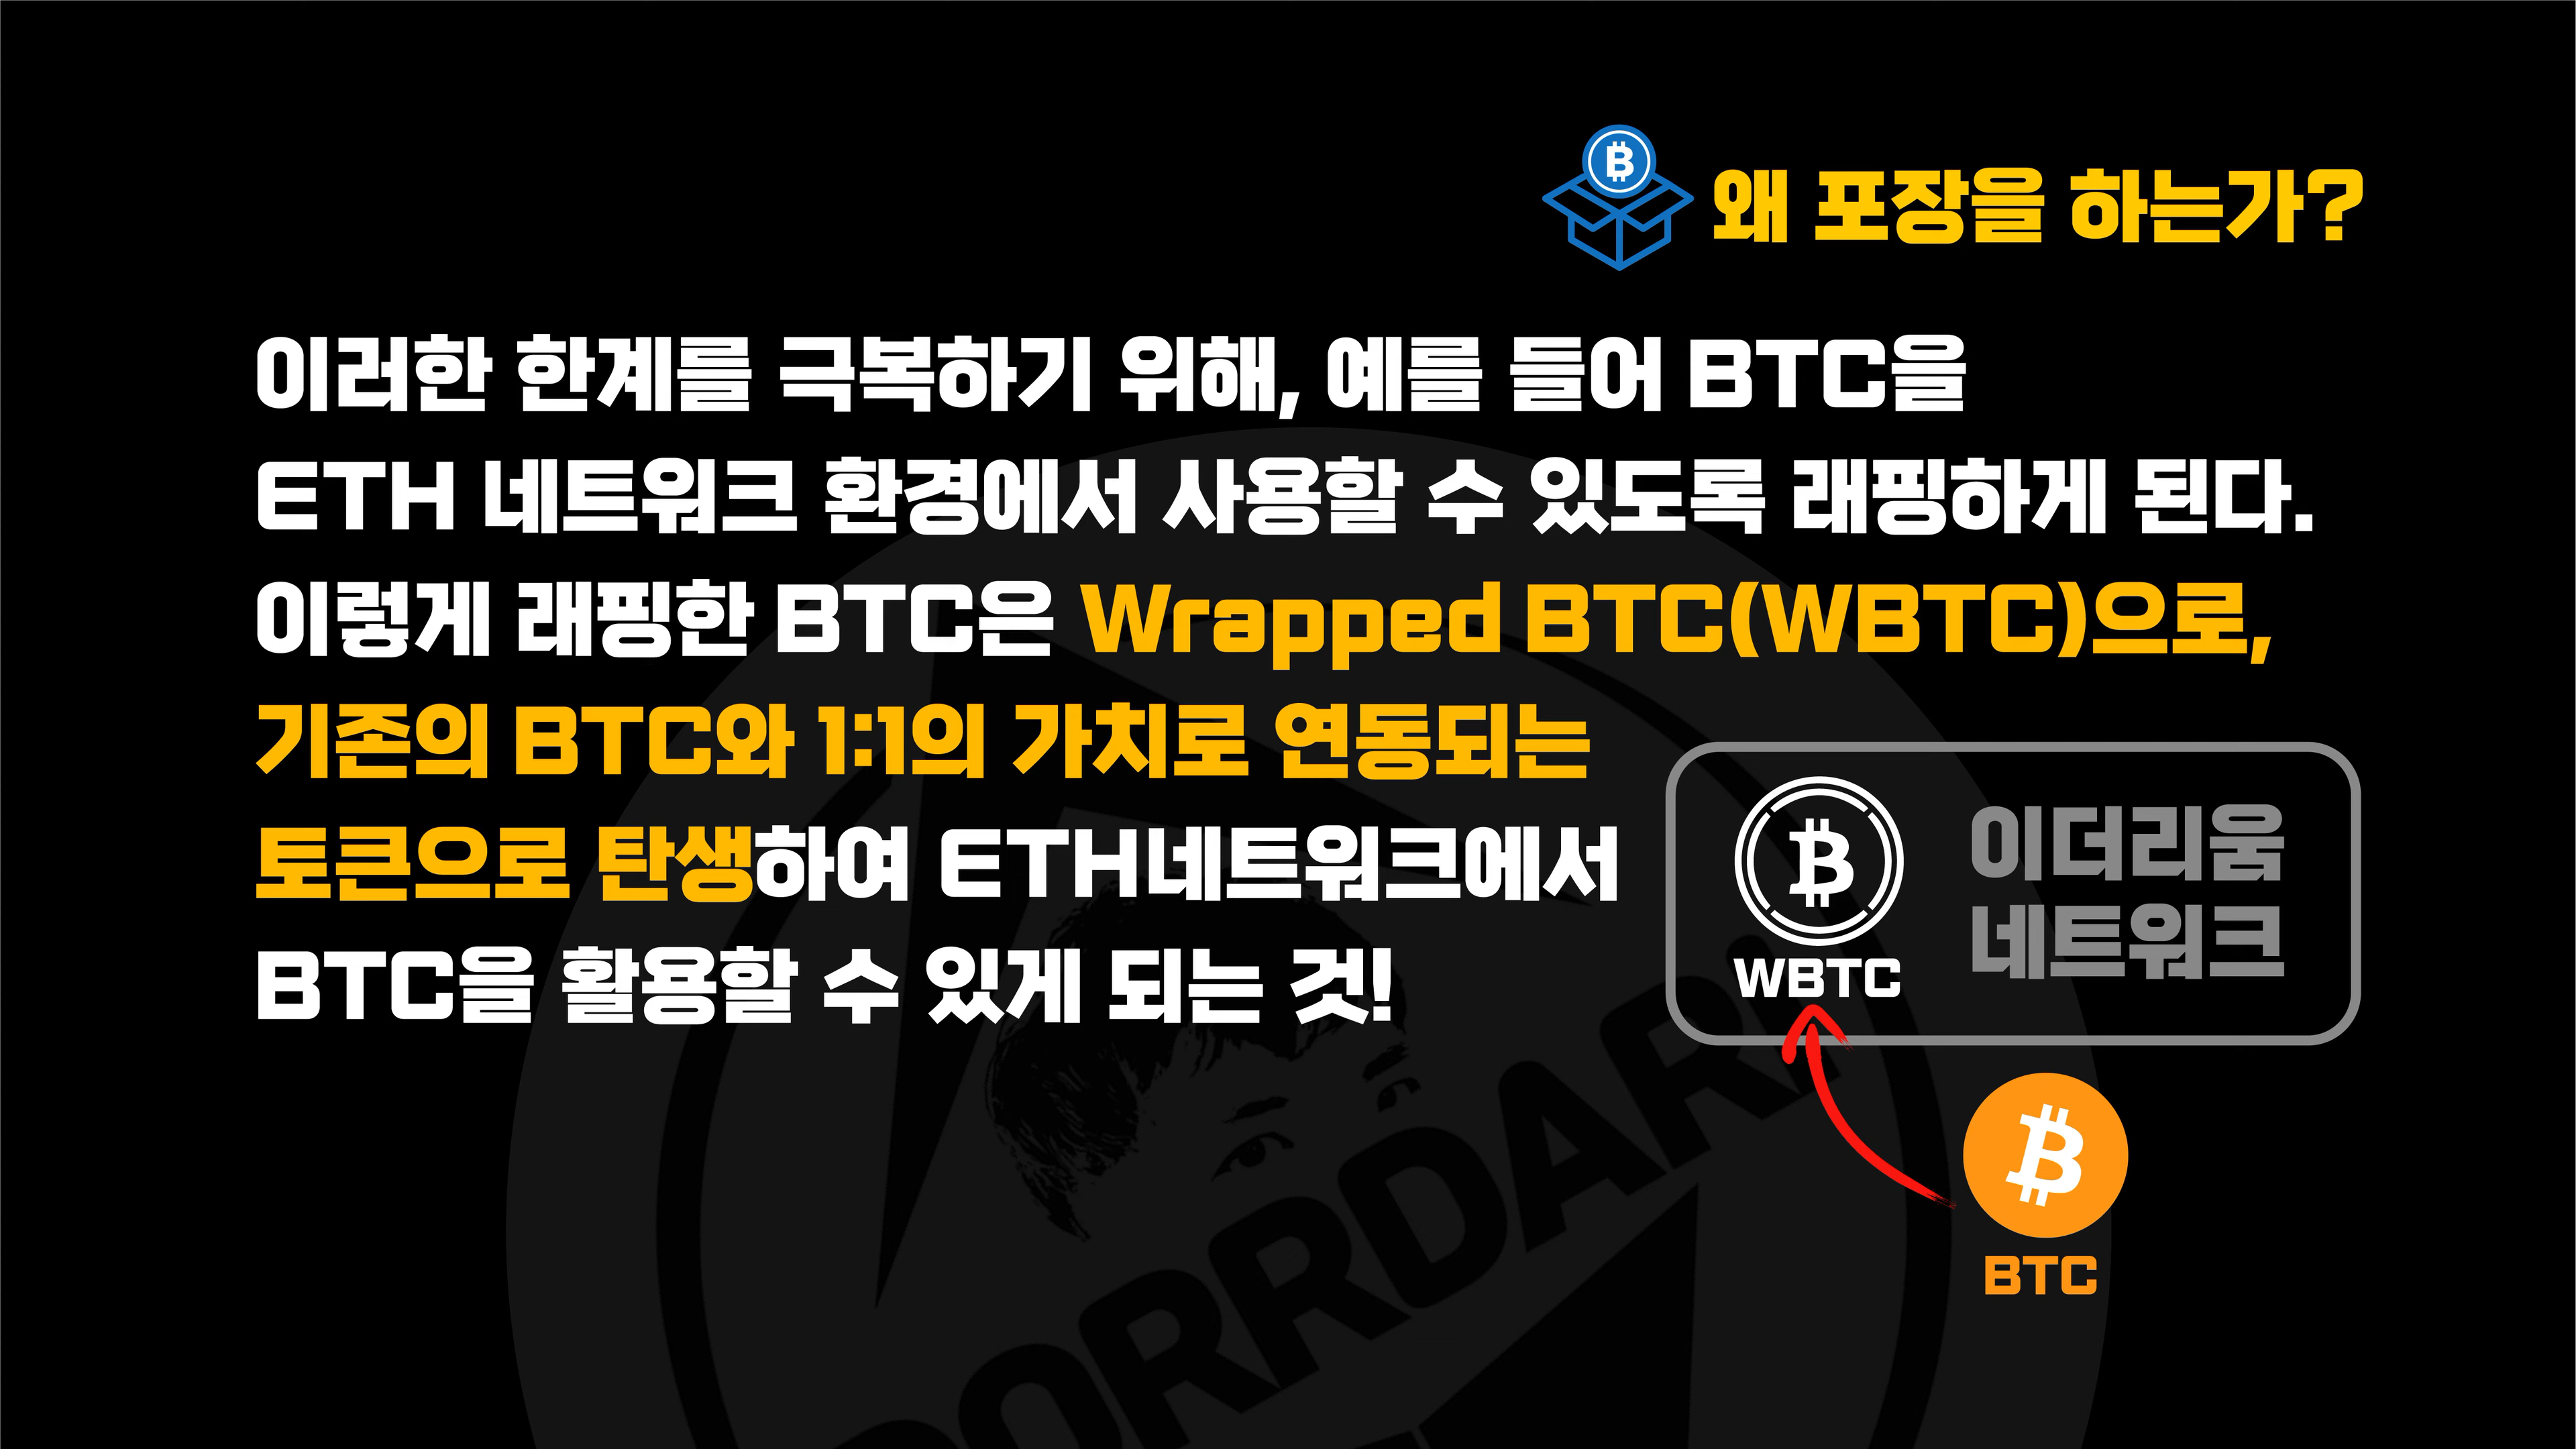 왜 포장을 하는가?
이러한 한계를 극복하기 위해, 예를 들어 BTC을
ETH 네트워크 환경에서 사용할 수 있도록 래핑하게 된다.
이렇게 래핑한 BTC은 Wrapped BTC(WBTC)으로,
기존의 BTC와 1:1의 가치로 연동되는
토큰으로 탄생하여 ETH네트워크에서
BTC을 활용할 수 있게 되는 것!
이더리움
네트워크
WBTC
BTC